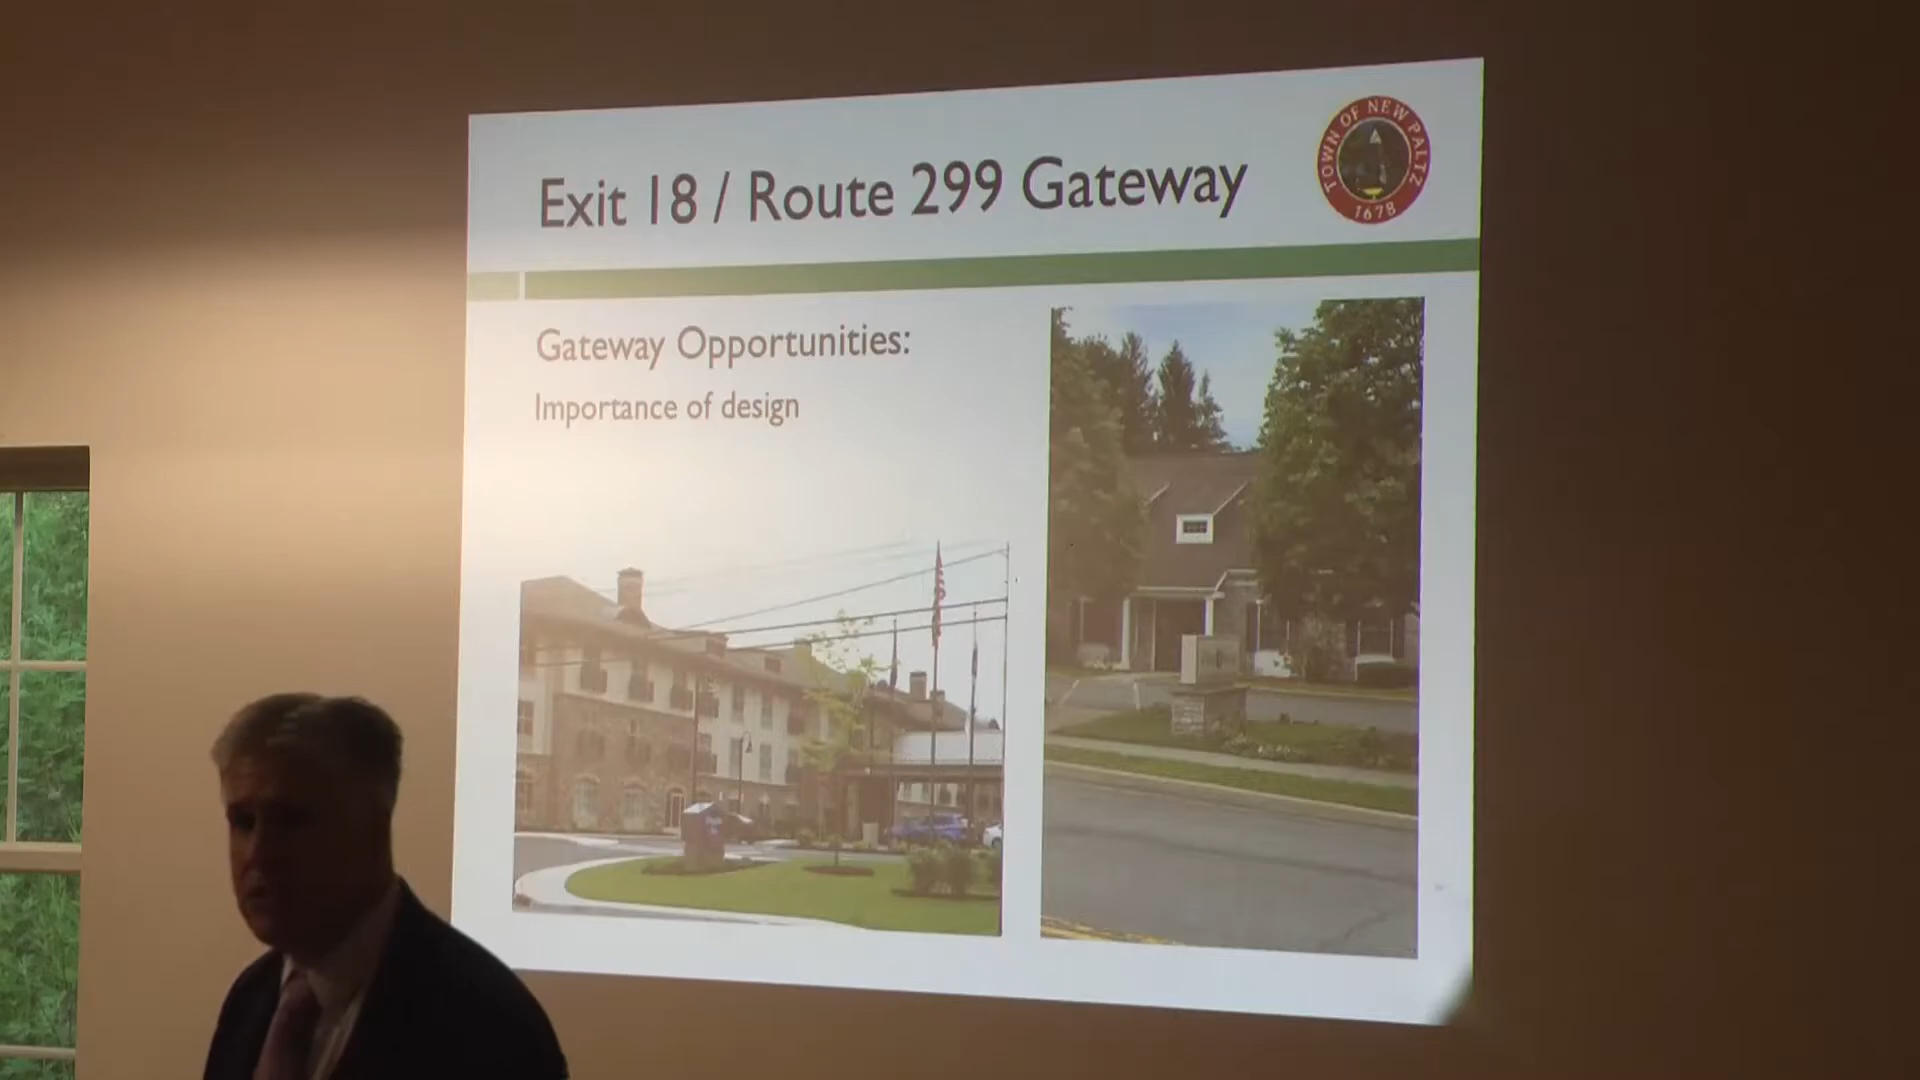 Exit 18 / Route 299 Gateway
TOWN OF NEW PALTZ
1678
Gateway Opportunities:
Importance of design